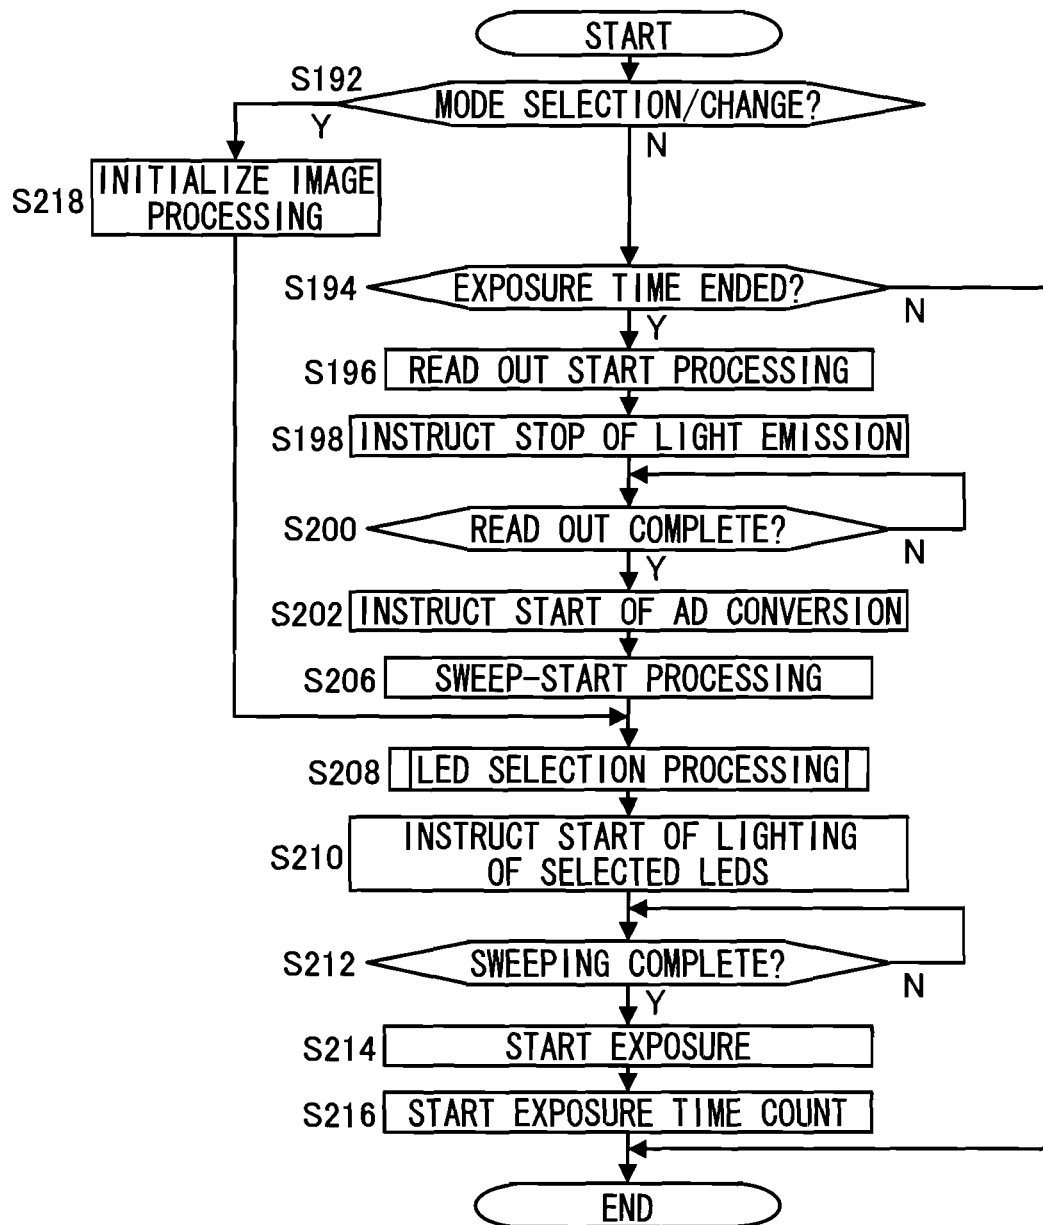 START
S192
MODE SELECTION/CHANGE?
Y
N
S218
INITIALIZE IMAGE
PROCESSING
S194
EXPOSURE TIME ENDED?
N
Y
S196
READ OUT START PROCESSING
S198
INSTRUCT STOP OF LIGHT EMISSION
S200
READ OUT COMPLETE?
N
Y
S202
INSTRUCT START OF AD CONVERSION
S206
SWEEP-START PROCESSING
S208
LED SELECTION PROCESSING
S210
INSTRUCT START OF LIGHTING
OF SELECTED LEDS
S212
SWEEPING COMPLETE?
N
Y
S214
START EXPOSURE
S216
START EXPOSURE TIME COUNT
END